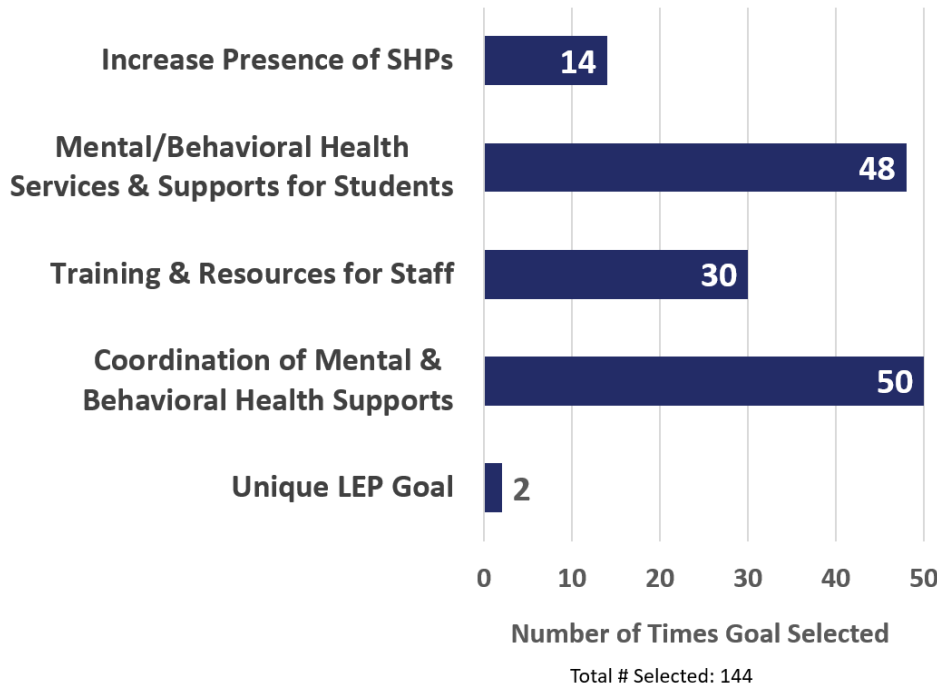 Increase Presence of SHPs
14
Mental/Behavioral Health
Services & Supports for Students
48
Training & Resources for Staff
30
Coordination of Mental &
Behavioral Health Supports
50
Unique LEP Goal
2
0 10 20 30 40 50
Number of Times Goal Selected
Total # Selected: 144